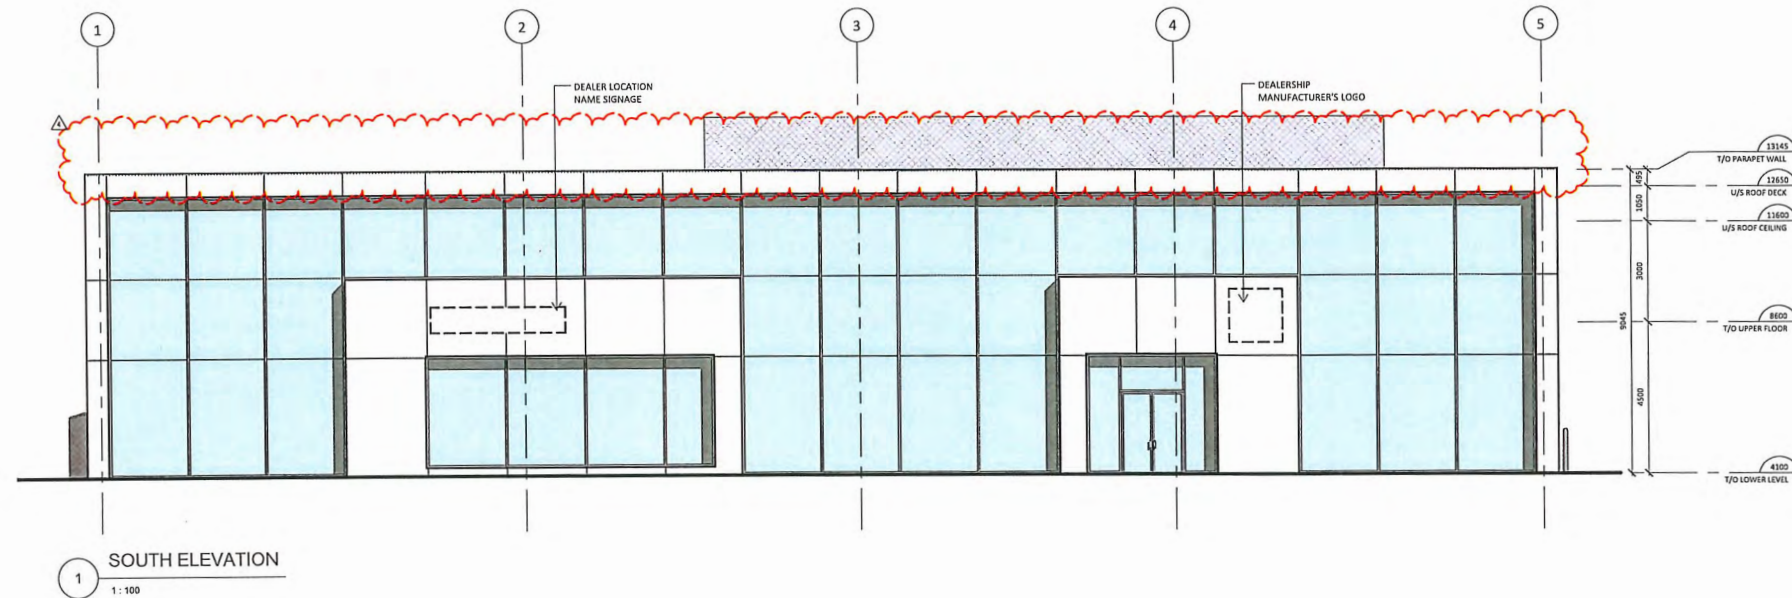 1
2
3
4
5
DEALER LOCATION
NAME SIGNAGE
DEALERSHIP
MANUFACTURER'S LOGO
4
13145
T/O PARAPET WALL
495
12650
U/S ROOF DECK
1050
11600
U/S ROOF CEILING
3000
9045
8600
T/O UPPER FLOOR
4500
4100
T/O LOWER LEVEL
1
SOUTH ELEVATION
1 : 100